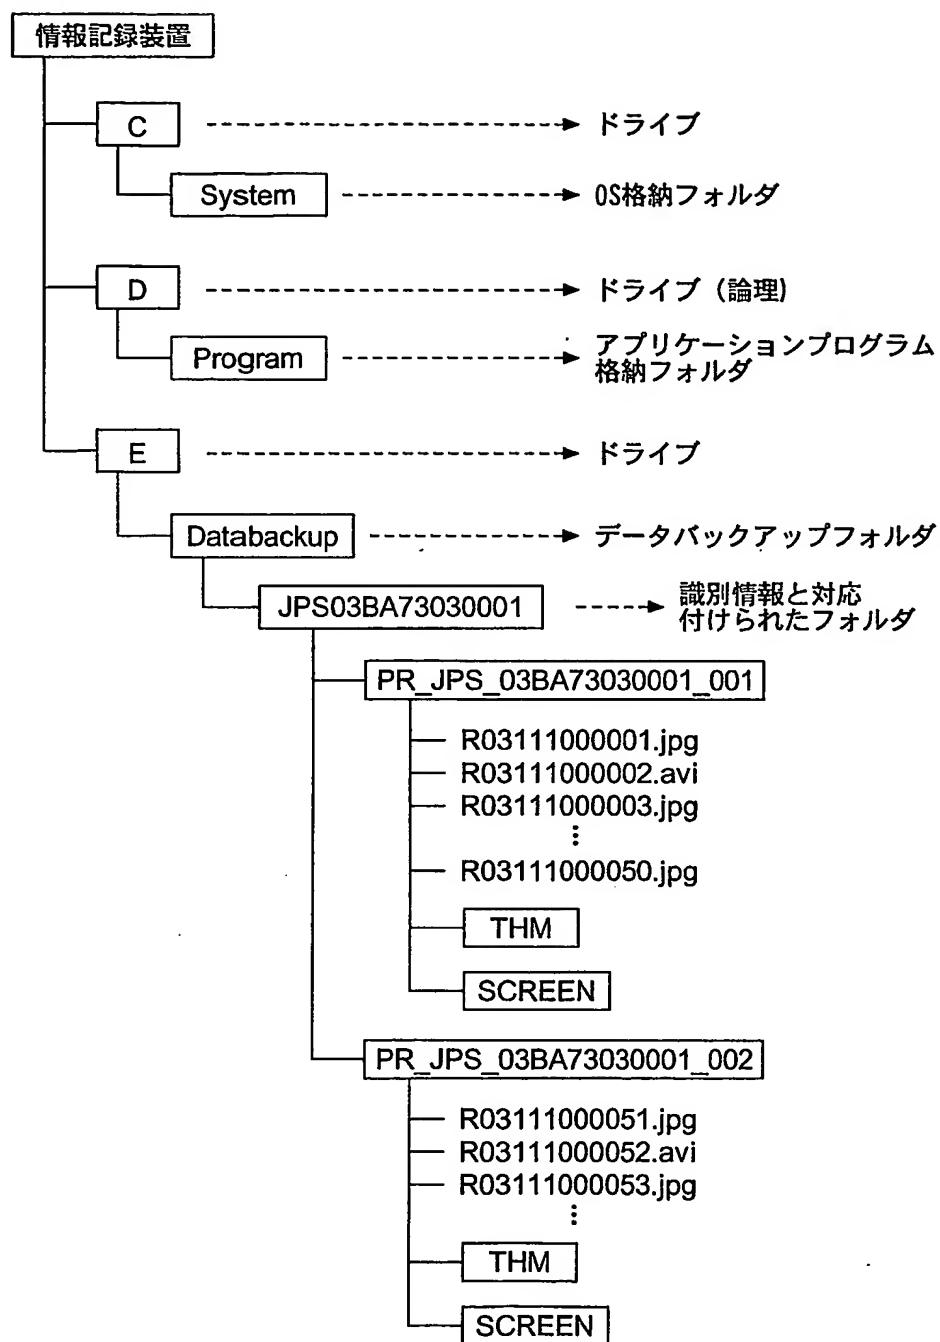 情報記録装置
C
ドライブ
System
OS格納フォルダ
D
ドライブ (論理)
Program
アプリケーションプログラム
格納フォルダ
E
ドライブ
Databackup
データバックアップフォルダ
JPS03BA73030001
識別情報と対応
付けられたフォルダ
PR_JPS_03BA73030001_001
R03111000001.jpg
R03111000002.avi
R03111000003.jpg
R03111000050.jpg
THM
SCREEN
PR_JPS_03BA73030001_002
R03111000051.jpg
R03111000052.avi
R03111000053.jpg
THM
SCREEN